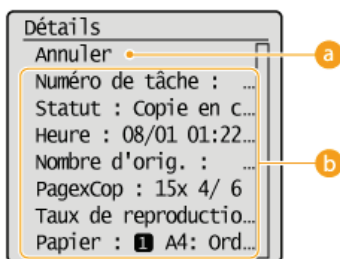 Détails
Annuler a
Numéro de tâche : …
Statut : Copie en c…
Heure : 08/01 01:22…
Nombre d'orig. : …
PagexCop : 15x 4/ 6 b
Taux de reproductio…
Papier : 1 A4: Ord…